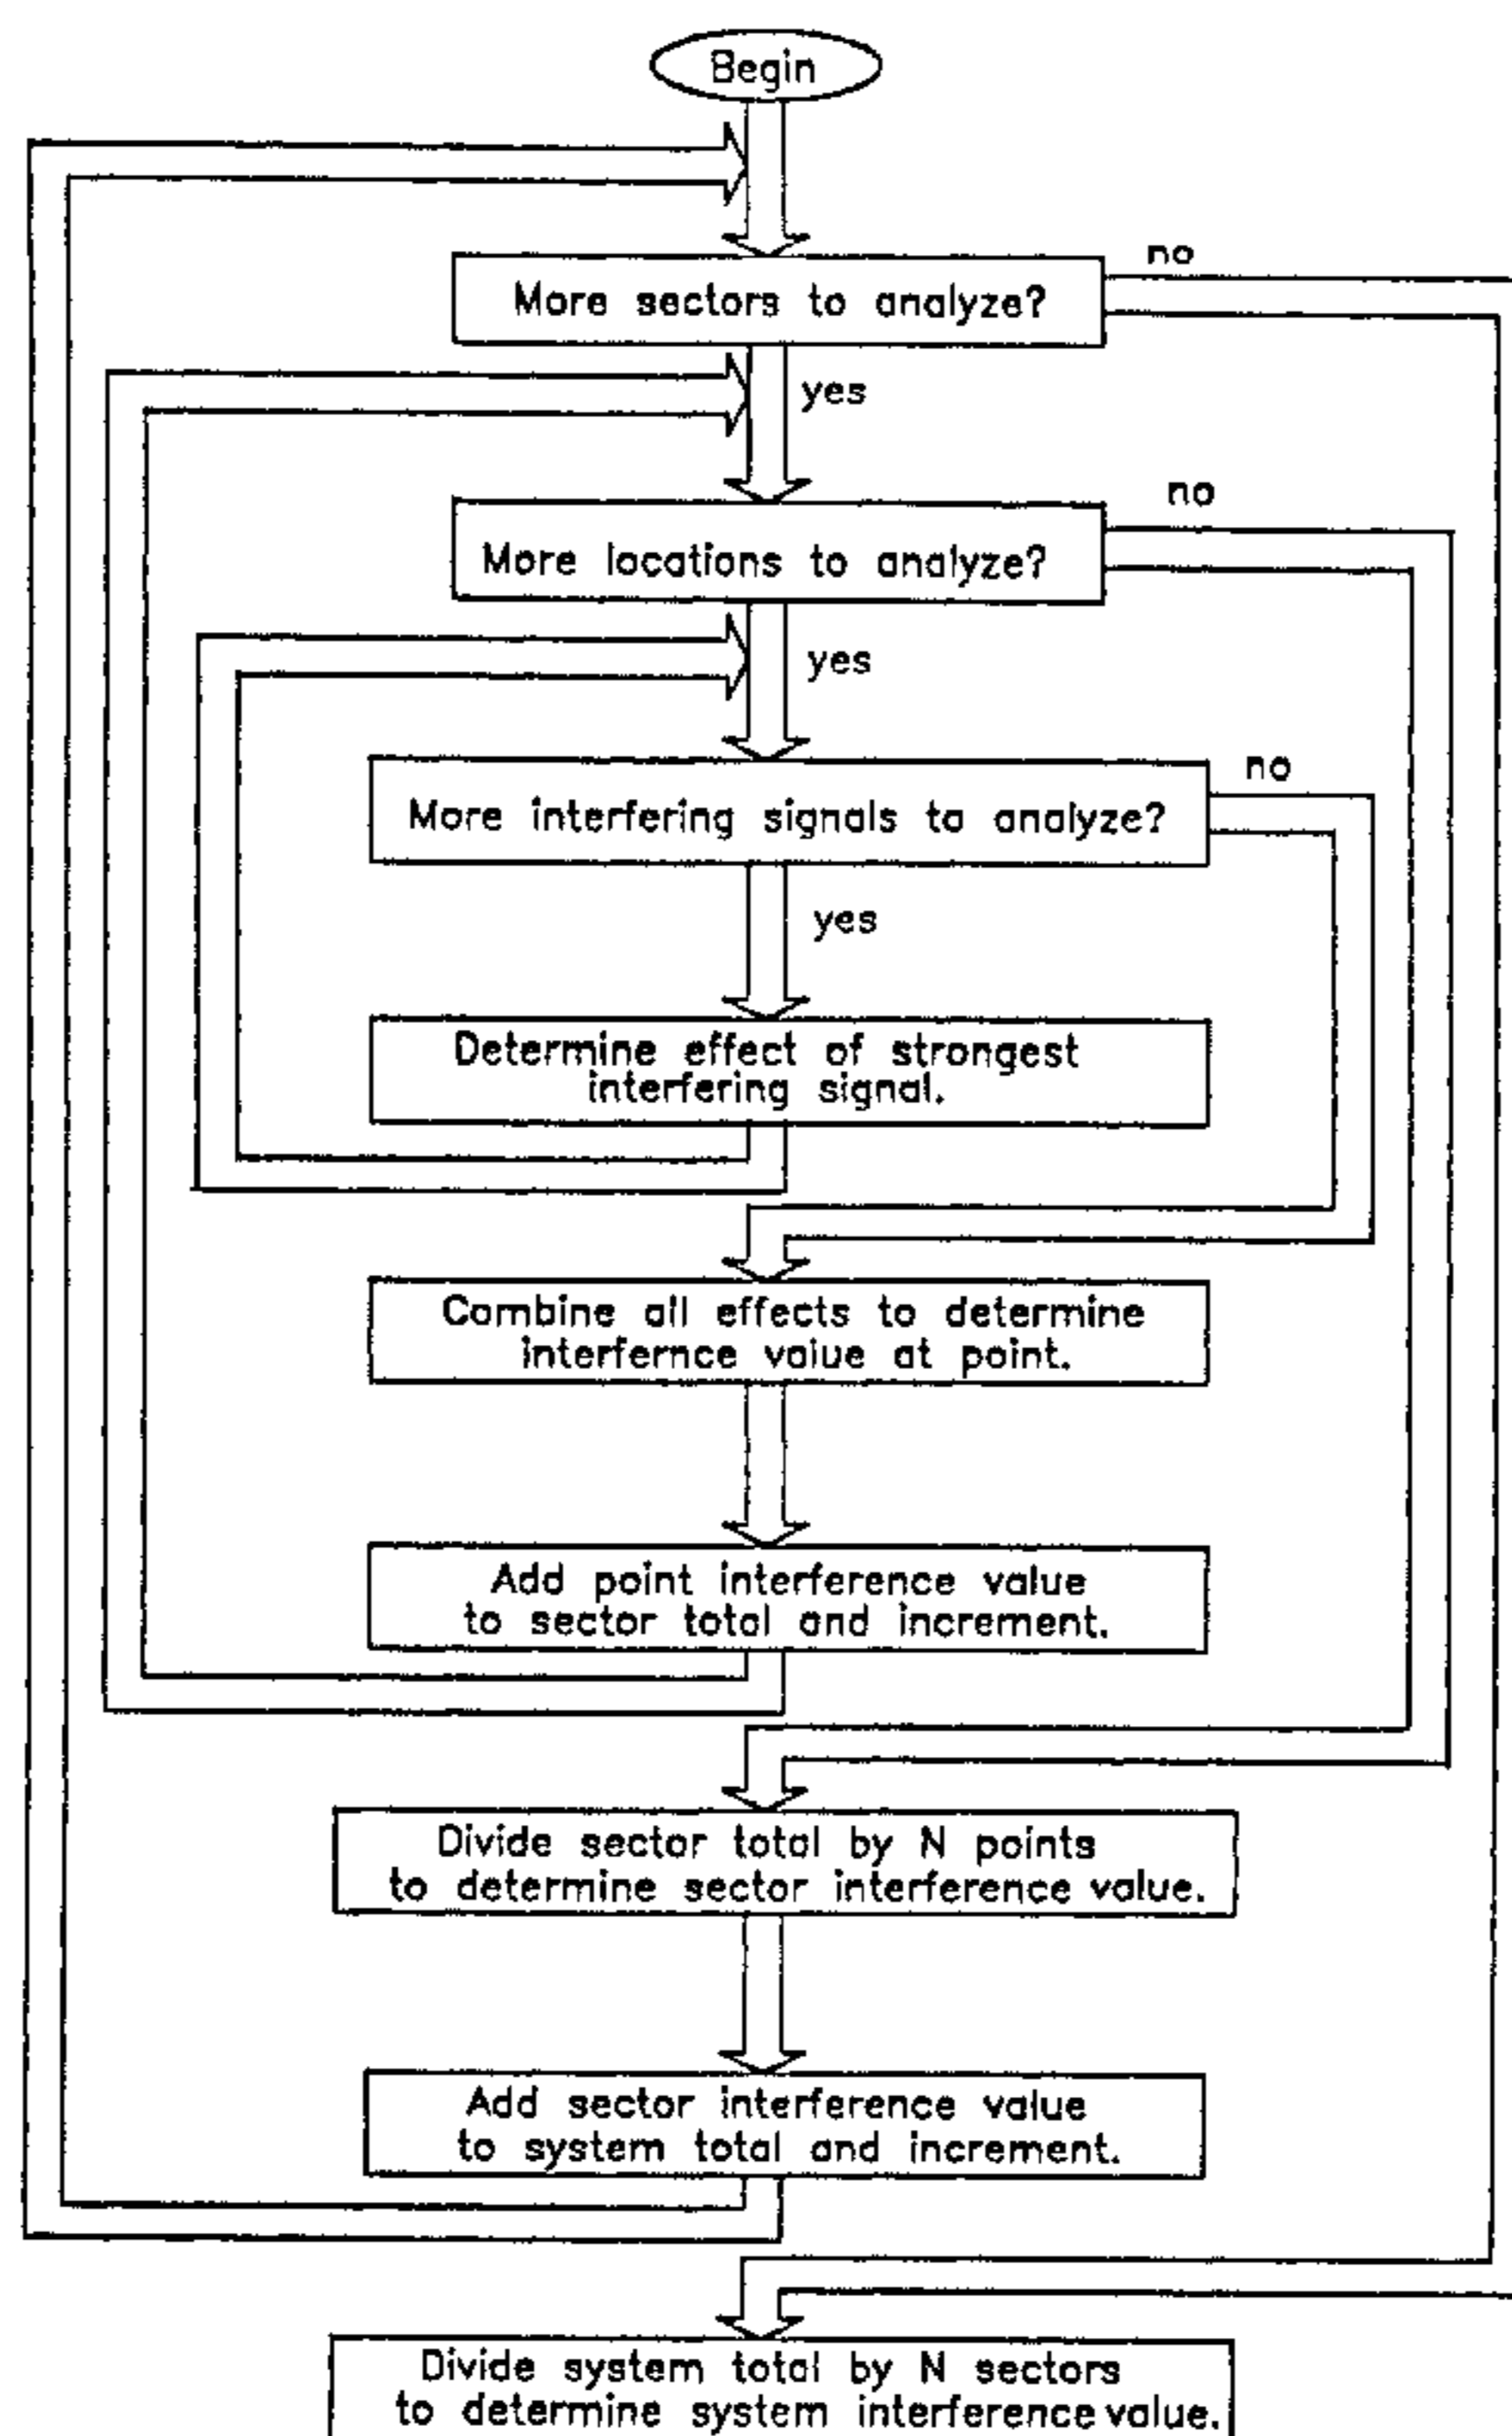 Begin
no
More sectors to analyze?
yes
no
More locations to analyze?
yes
no
More interfering signals to analyze?
yes
Determine effect of strongest
interfering signal.
Combine all effects to determine
interfernce value at point.
Add point interference value
to sector total and increment.
Divide sector total by N points
to determine sector interference value.
Add sector interference value
to system total and increment.
Divide system total by N sectors
to determine system interference value.